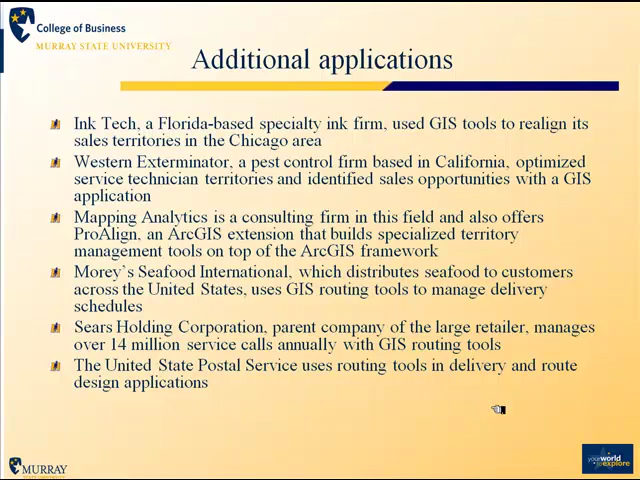 College of Business
MURRAY STATE UNIVERSITY
Additional applications
Ink Tech, a Florida-based specialty ink firm, used GIS tools to realign its
sales territories in the Chicago area
Western Exterminator, a pest control firm based in California, optimized
service technician territories and identified sales opportunities with a GIS
application
Mapping Analytics is a consulting firm in this field and also offers
ProAlign, an ArcGIS extension that builds specialized territory
management tools on top of the ArcGIS framework
Morey's Seafood International, which distributes seafood to customers
across the United States, uses GIS routing tools to manage delivery
schedules
Sears Holding Corporation, parent company of the large retailer, manages
over 14 million service calls annually with GIS routing tools
The United State Postal Service uses routing tools in delivery and route
design applications
MURRAY
STATE UNIVERSITY
your world
to explore